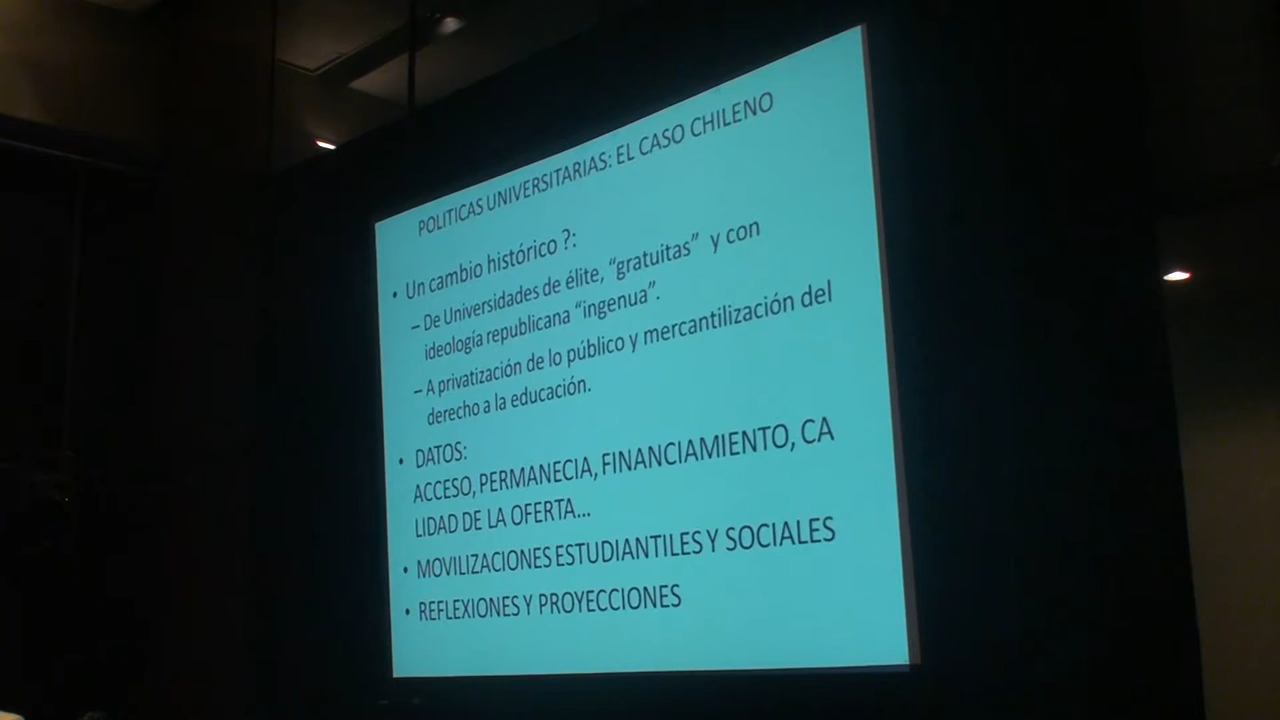 POLITICAS UNIVERSITARIAS: EL CASO CHILENO
• Un cambio histórico ?:
– De Universidades de élite, “gratuitas” y con
ideología republicana “ingenua”.
– A privatización de lo público y mercantilización del
derecho a la educación.
• DATOS:
ACCESO, PERMANECIA, FINANCIAMIENTO, CA
LIDAD DE LA OFERTA...
• MOVILIZACIONES ESTUDIANTILES Y SOCIALES
• REFLEXIONES Y PROYECCIONES